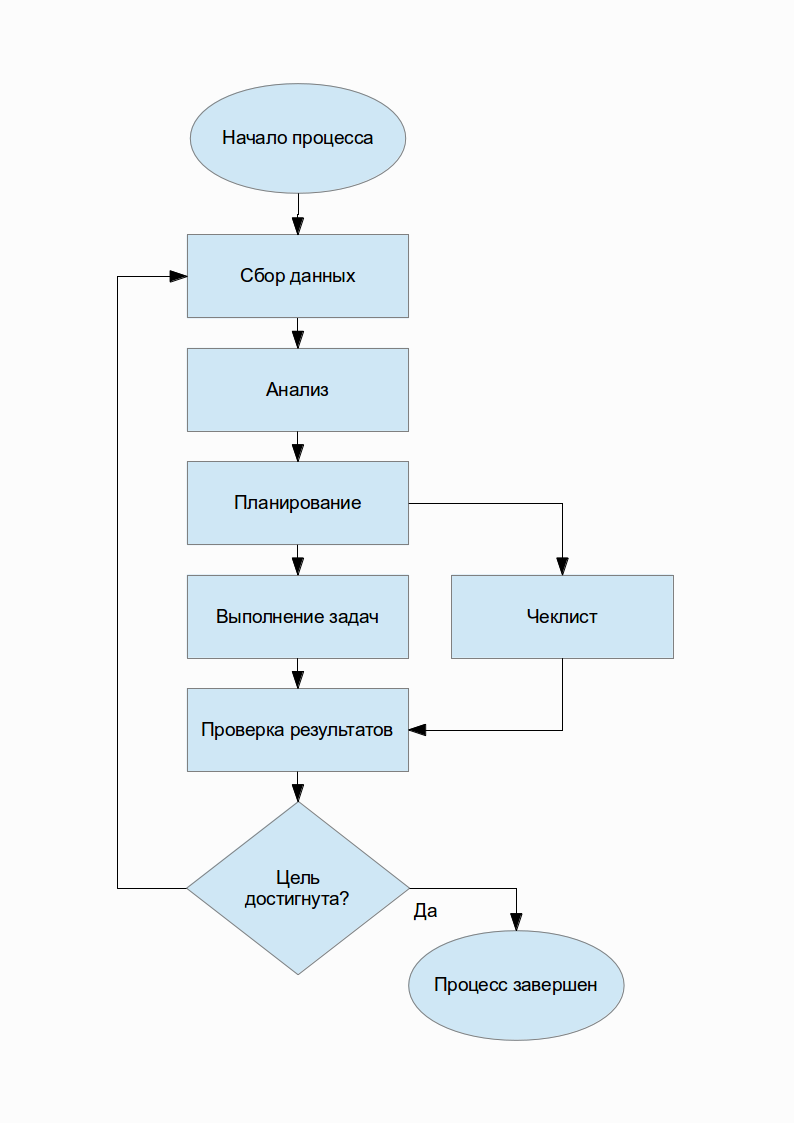 Начало процесса
Сбор данных
Анализ
Планирование
Выполнение задач
Чеклист
Проверка результатов
Цель
достигнута?
Да
Процесс завершен